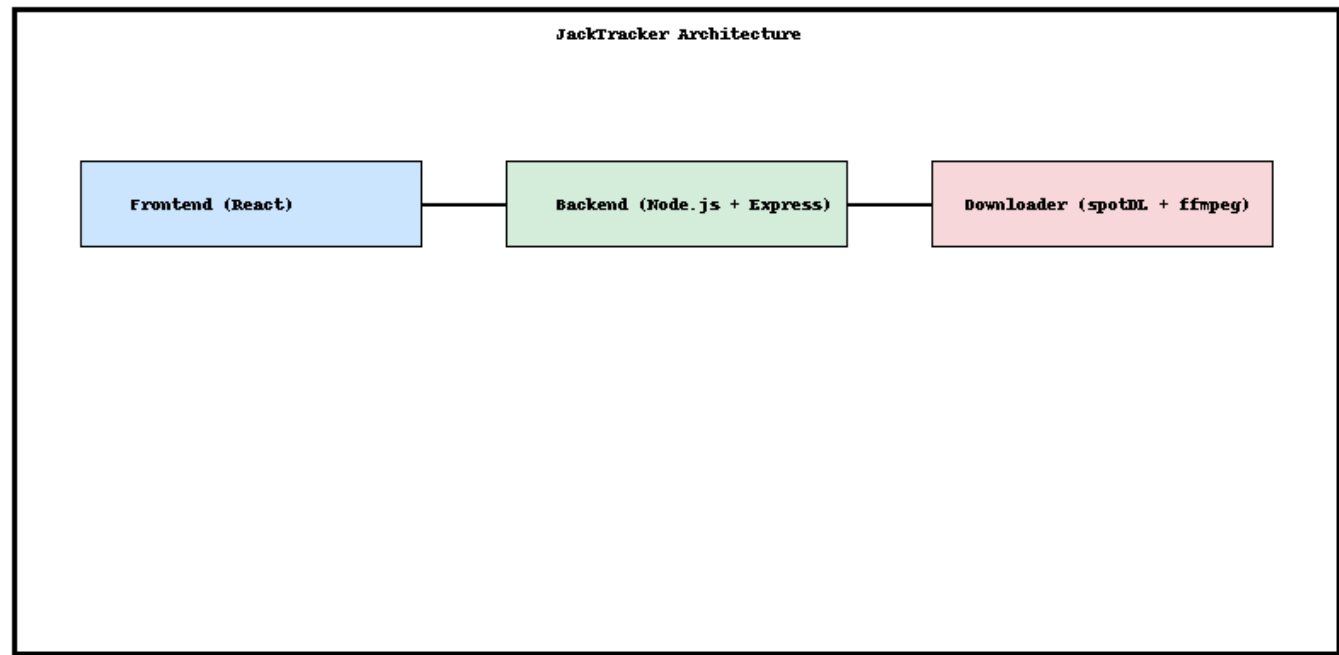 JackTracker Architecture
Frontend (React)
Backend (Node.js + Express)
Downloader (spotDL + ffmpeg)